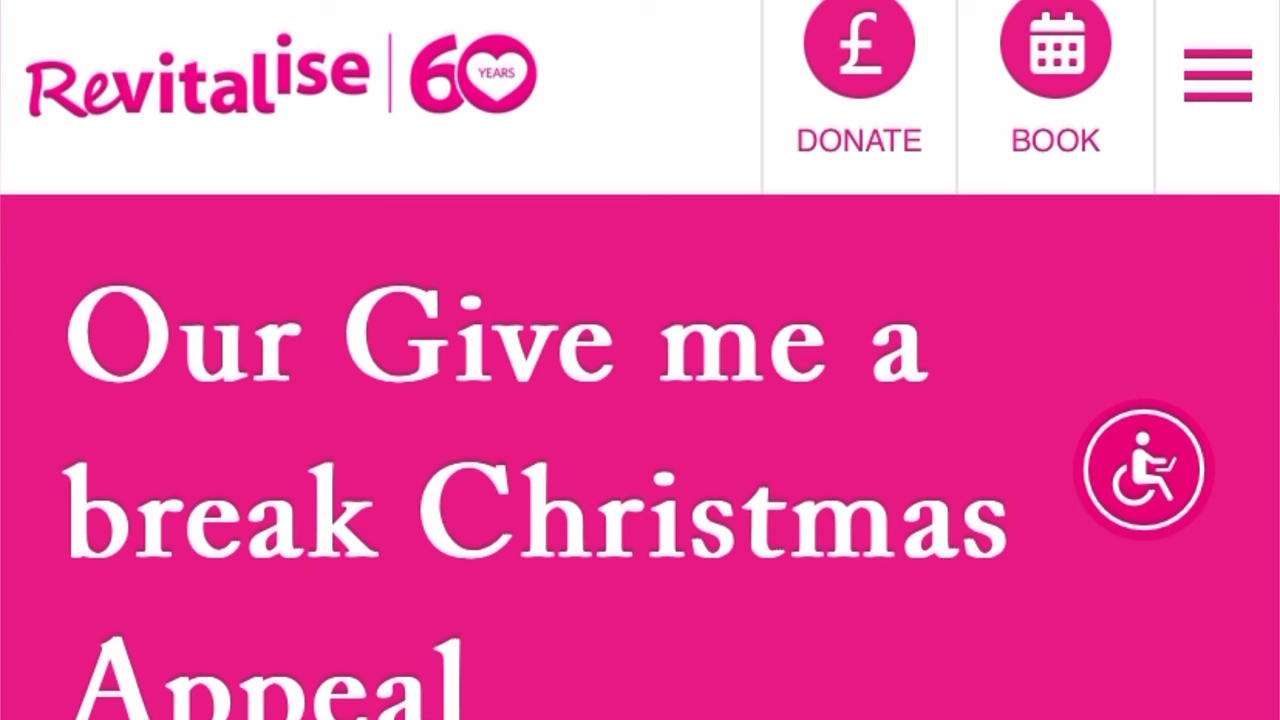 Revitalise 60 YEARS
£
DONATE
BOOK
Our Give me a
break Christmas
Appeal